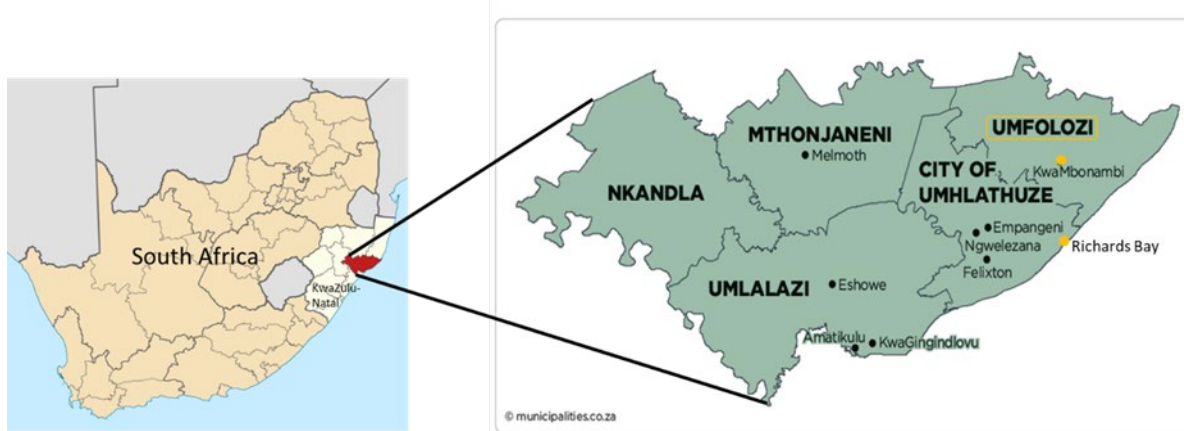 South Africa
KwaZulu-
Natal
MTHONJANENI
Melmoth
UMFOLOZI
KwaMbonambi
CITY OF
UMHLATHUZE
NKANDLA
Empangeni
Ngwelezana
Felixton
Richards Bay
UMLALAZI
Eshowe
Amatikulu
KwaGingindlovu
© municipalities.co.za